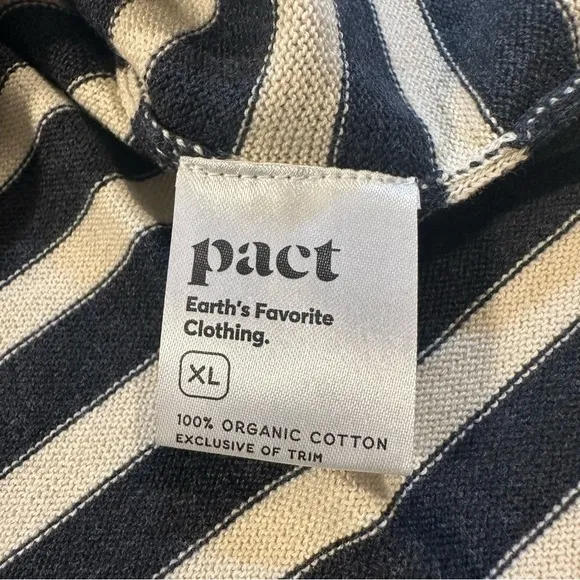 pact
Earth's Favorite
Clothing.
XL
100% ORGANIC COTTON
EXCLUSIVE OF TRIM